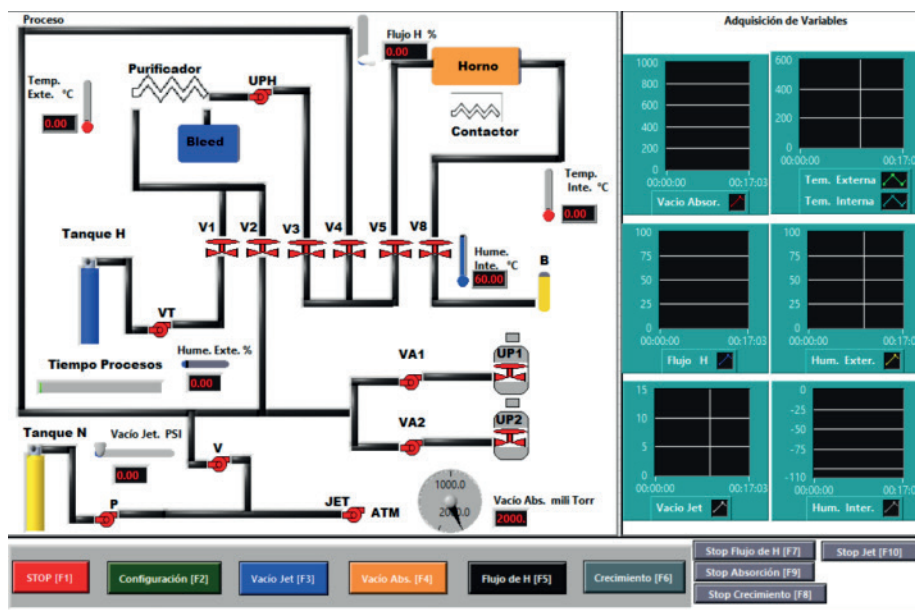 Proceso
Flujo H %
0.00
Horno
Contactor
Purificador
UPH
Temp.
Exte. °C
0.00
Bleed
Temp.
Inte. °C
0.00
V1
V2
V3
V4
V5
V8
Tanque H
Hume.
Inte. °C
60.00
B
VT
Tiempo Procesos
Hume. Exte. %
0.00
VA1
UP1
VA2
UP2
Tanque N
Vacío Jet. PSI
0.00
V
P
JET
ATM
1000.0
2000.0
Vacío Abs. mili Torr
2000.
Adquisición de Variables
1000
800
600
400
200
0
00:00:00
00:17:03
Vacio Absor.
600
400
200
0
00:00:00
00:17:0
Tem. Externa
Tem. Interna
100
75
50
25
0
00:00:00
00:17:03
Flujo H
100
75
50
25
0
00:00:00
00:17:0
Hum. Exter.
15
10
5
0
00:00:00
00:17:03
Vacio Jet
0
-25
-50
-75
-110
00:00:00
00:17:0
Hum. Inter.
STOP [F1]
Configuración [F2]
Vacio Jet [F3]
Vacio Abs. [F4]
Flujo de H [F5]
Crecimiento [F6]
Stop Flujo de H [F7]
Stop Jet [F10]
Stop Absorción [F9]
Stop Crecimiento [F8]